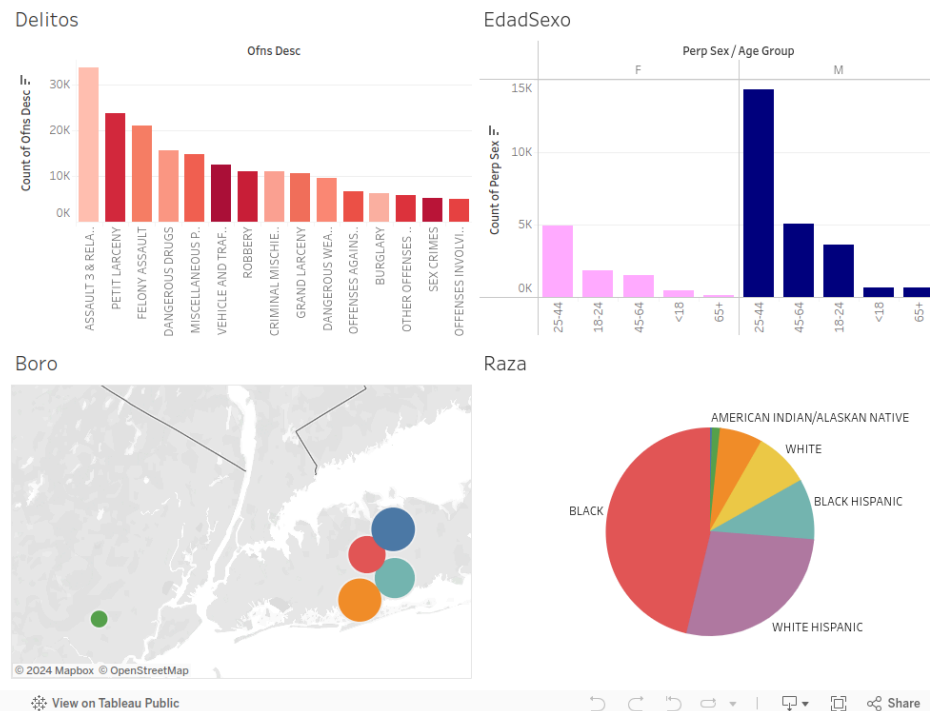 Delitos
Ofns Desc
Count of Ofns Desc
30K
20K
10K
0K
ASSAULT 3 & RELA..
PETIT LARCENY
FELONY ASSAULT
DANGEROUS DRUGS
MISCELLANEOUS P..
VEHICLE AND TRAF..
ROBBERY
CRIMINAL MISCHIE..
GRAND LARCENY
DANGEROUS WEA..
OFFENSES AGAINS..
BURGLARY
OTHER OFFENSES ..
SEX CRIMES
OFFENSES INVOLVI..
EdadSexo
Perp Sex / Age Group
F
M
Count of Perp Sex
15K
10K
5K
0K
25-44
18-24
45-64
<18
65+
25-44
45-64
18-24
<18
65+
Boro
© 2024 Mapbox © OpenStreetMap
Raza
AMERICAN INDIAN/ALASKAN NATIVE
WHITE
BLACK HISPANIC
BLACK
WHITE HISPANIC
View on Tableau Public
Share